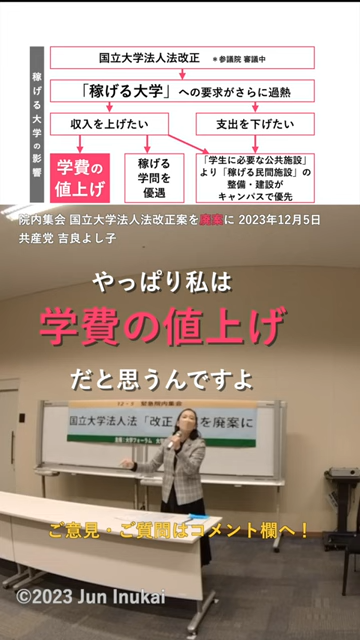 国立大学法人法改正 *参議院 審議中
稼げる大学の影響
「稼げる大学」への要求がさらに過熱
収入を上げたい
支出を下げたい
学費の
値上げ
稼げる
学問を
優遇
「学生に必要な公共施設」
より「稼げる民間施設」の
整備・建設が
キャンパスで優先
院内集会 国立大学法人法改正案を廃案に 2023年12月5日
共産党 吉良よし子
やっぱり私は
学費の値上げ
だと思うんですよ
緊急院内集会
国立大学法人法「改正」案を廃案に
ご意見・ご質問はコメント欄へ！
©2023 Jun Inukai